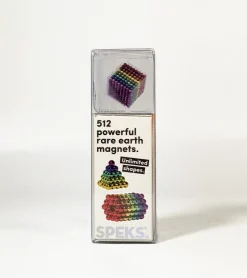 512
powerful
rare earth
magnets.
Unlimited
shapes.
SPEKS